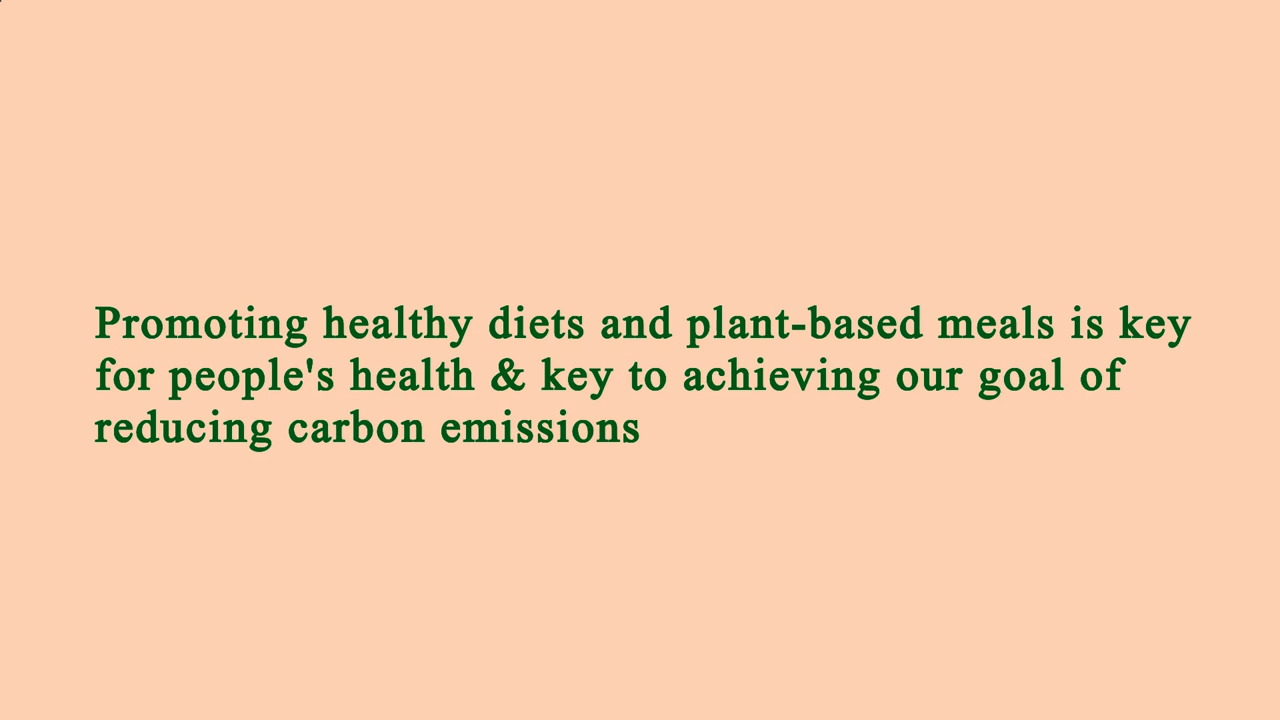 Promoting healthy diets and plant-based meals is key
for people's health & key to achieving our goal of
reducing carbon emissions